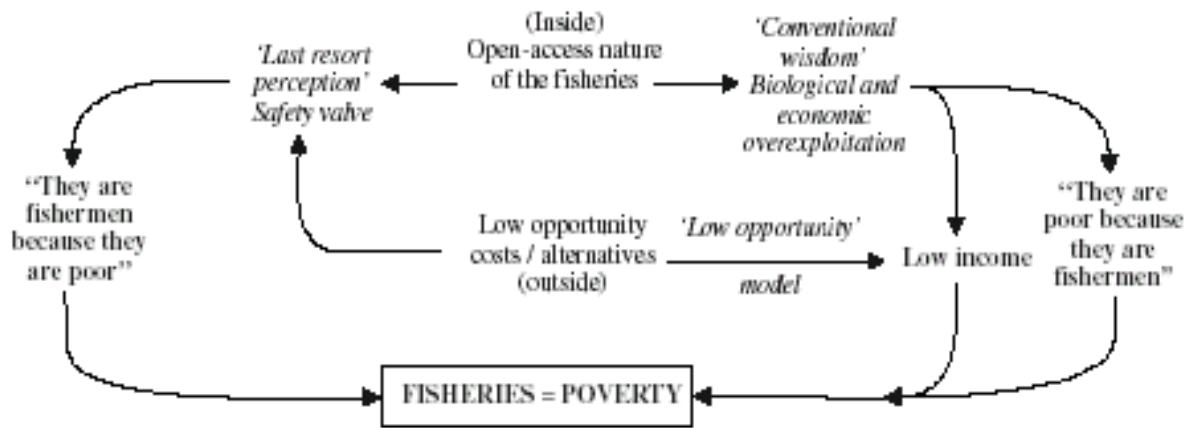 (Inside)
Open-access nature
of the fisheries
‘Last resort
perception’
Safety valve
‘Conventional
wisdom’
Biological and
economic
overexploitation
“They are
fishermen
because they
are poor”
Low opportunity
costs / alternatives
(outside)
‘Low opportunity’
model
Low income
“They are
poor because
they are
fishermen”
FISHERIES = POVERTY